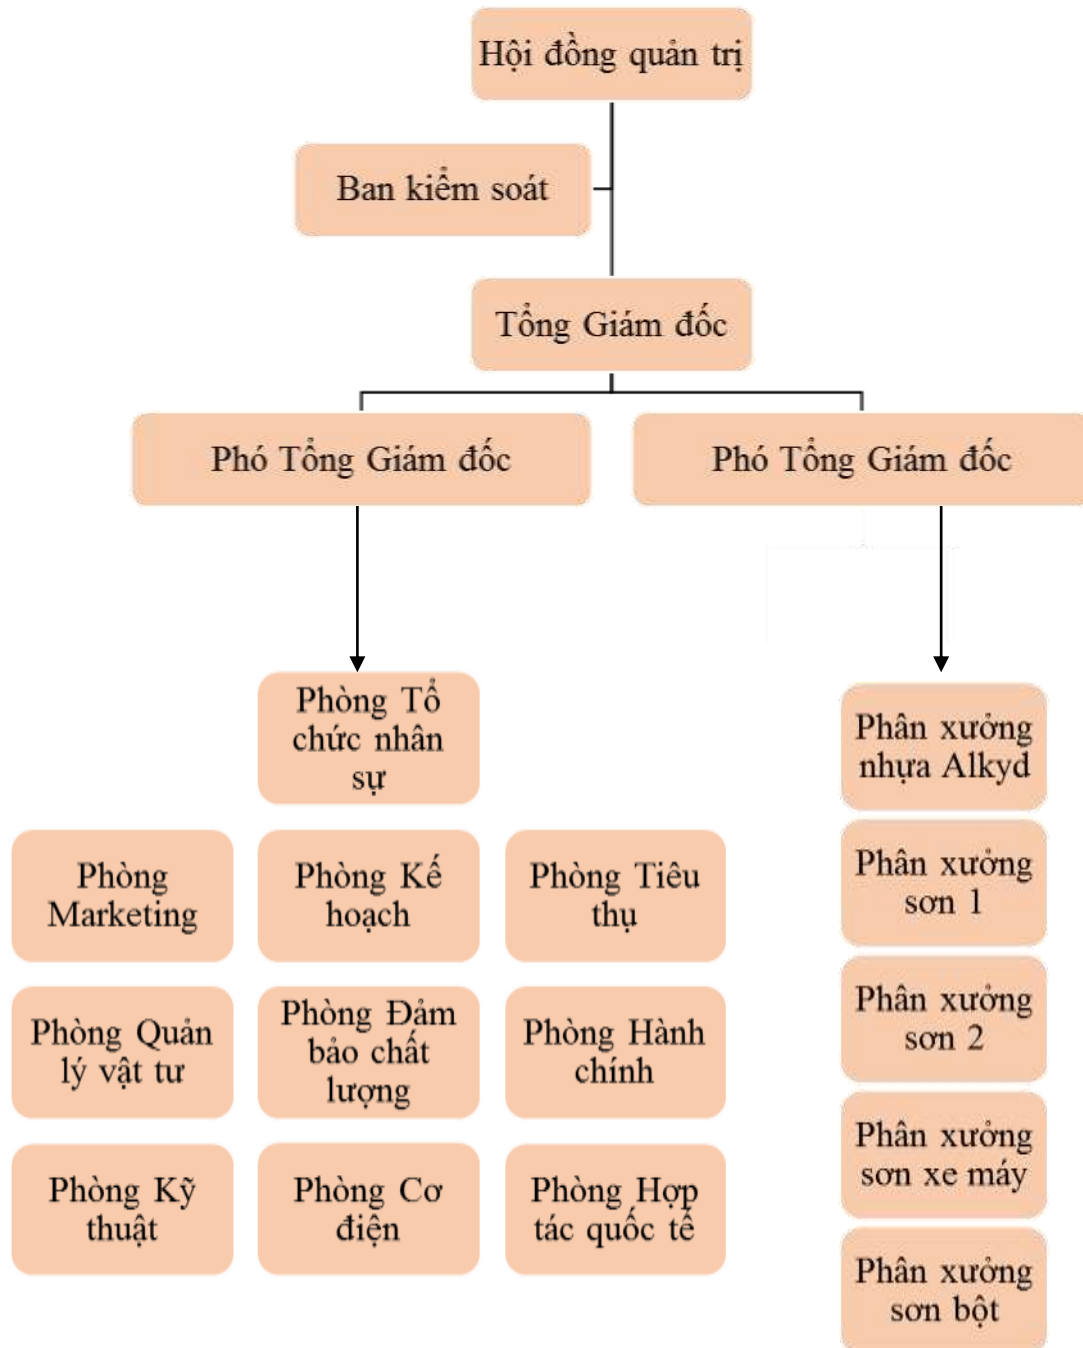 Hội đồng quản trị
Ban kiểm soát
Tổng Giám đốc
Phó Tổng Giám đốc
Phó Tổng Giám đốc
Phòng Tổ
chức nhân
sự
Phòng
Marketing
Phòng Kế
hoạch
Phòng Tiêu
thụ
Phòng Quản
lý vật tư
Phòng Đảm
bảo chất
lượng
Phòng Hành
chính
Phòng Kỹ
thuật
Phòng Cơ
điện
Phòng Hợp
tác quốc tế
Phân xưởng
nhựa Alkyd
Phân xưởng
sơn 1
Phân xưởng
sơn 2
Phân xưởng
sơn xe máy
Phân xưởng
sơn bột